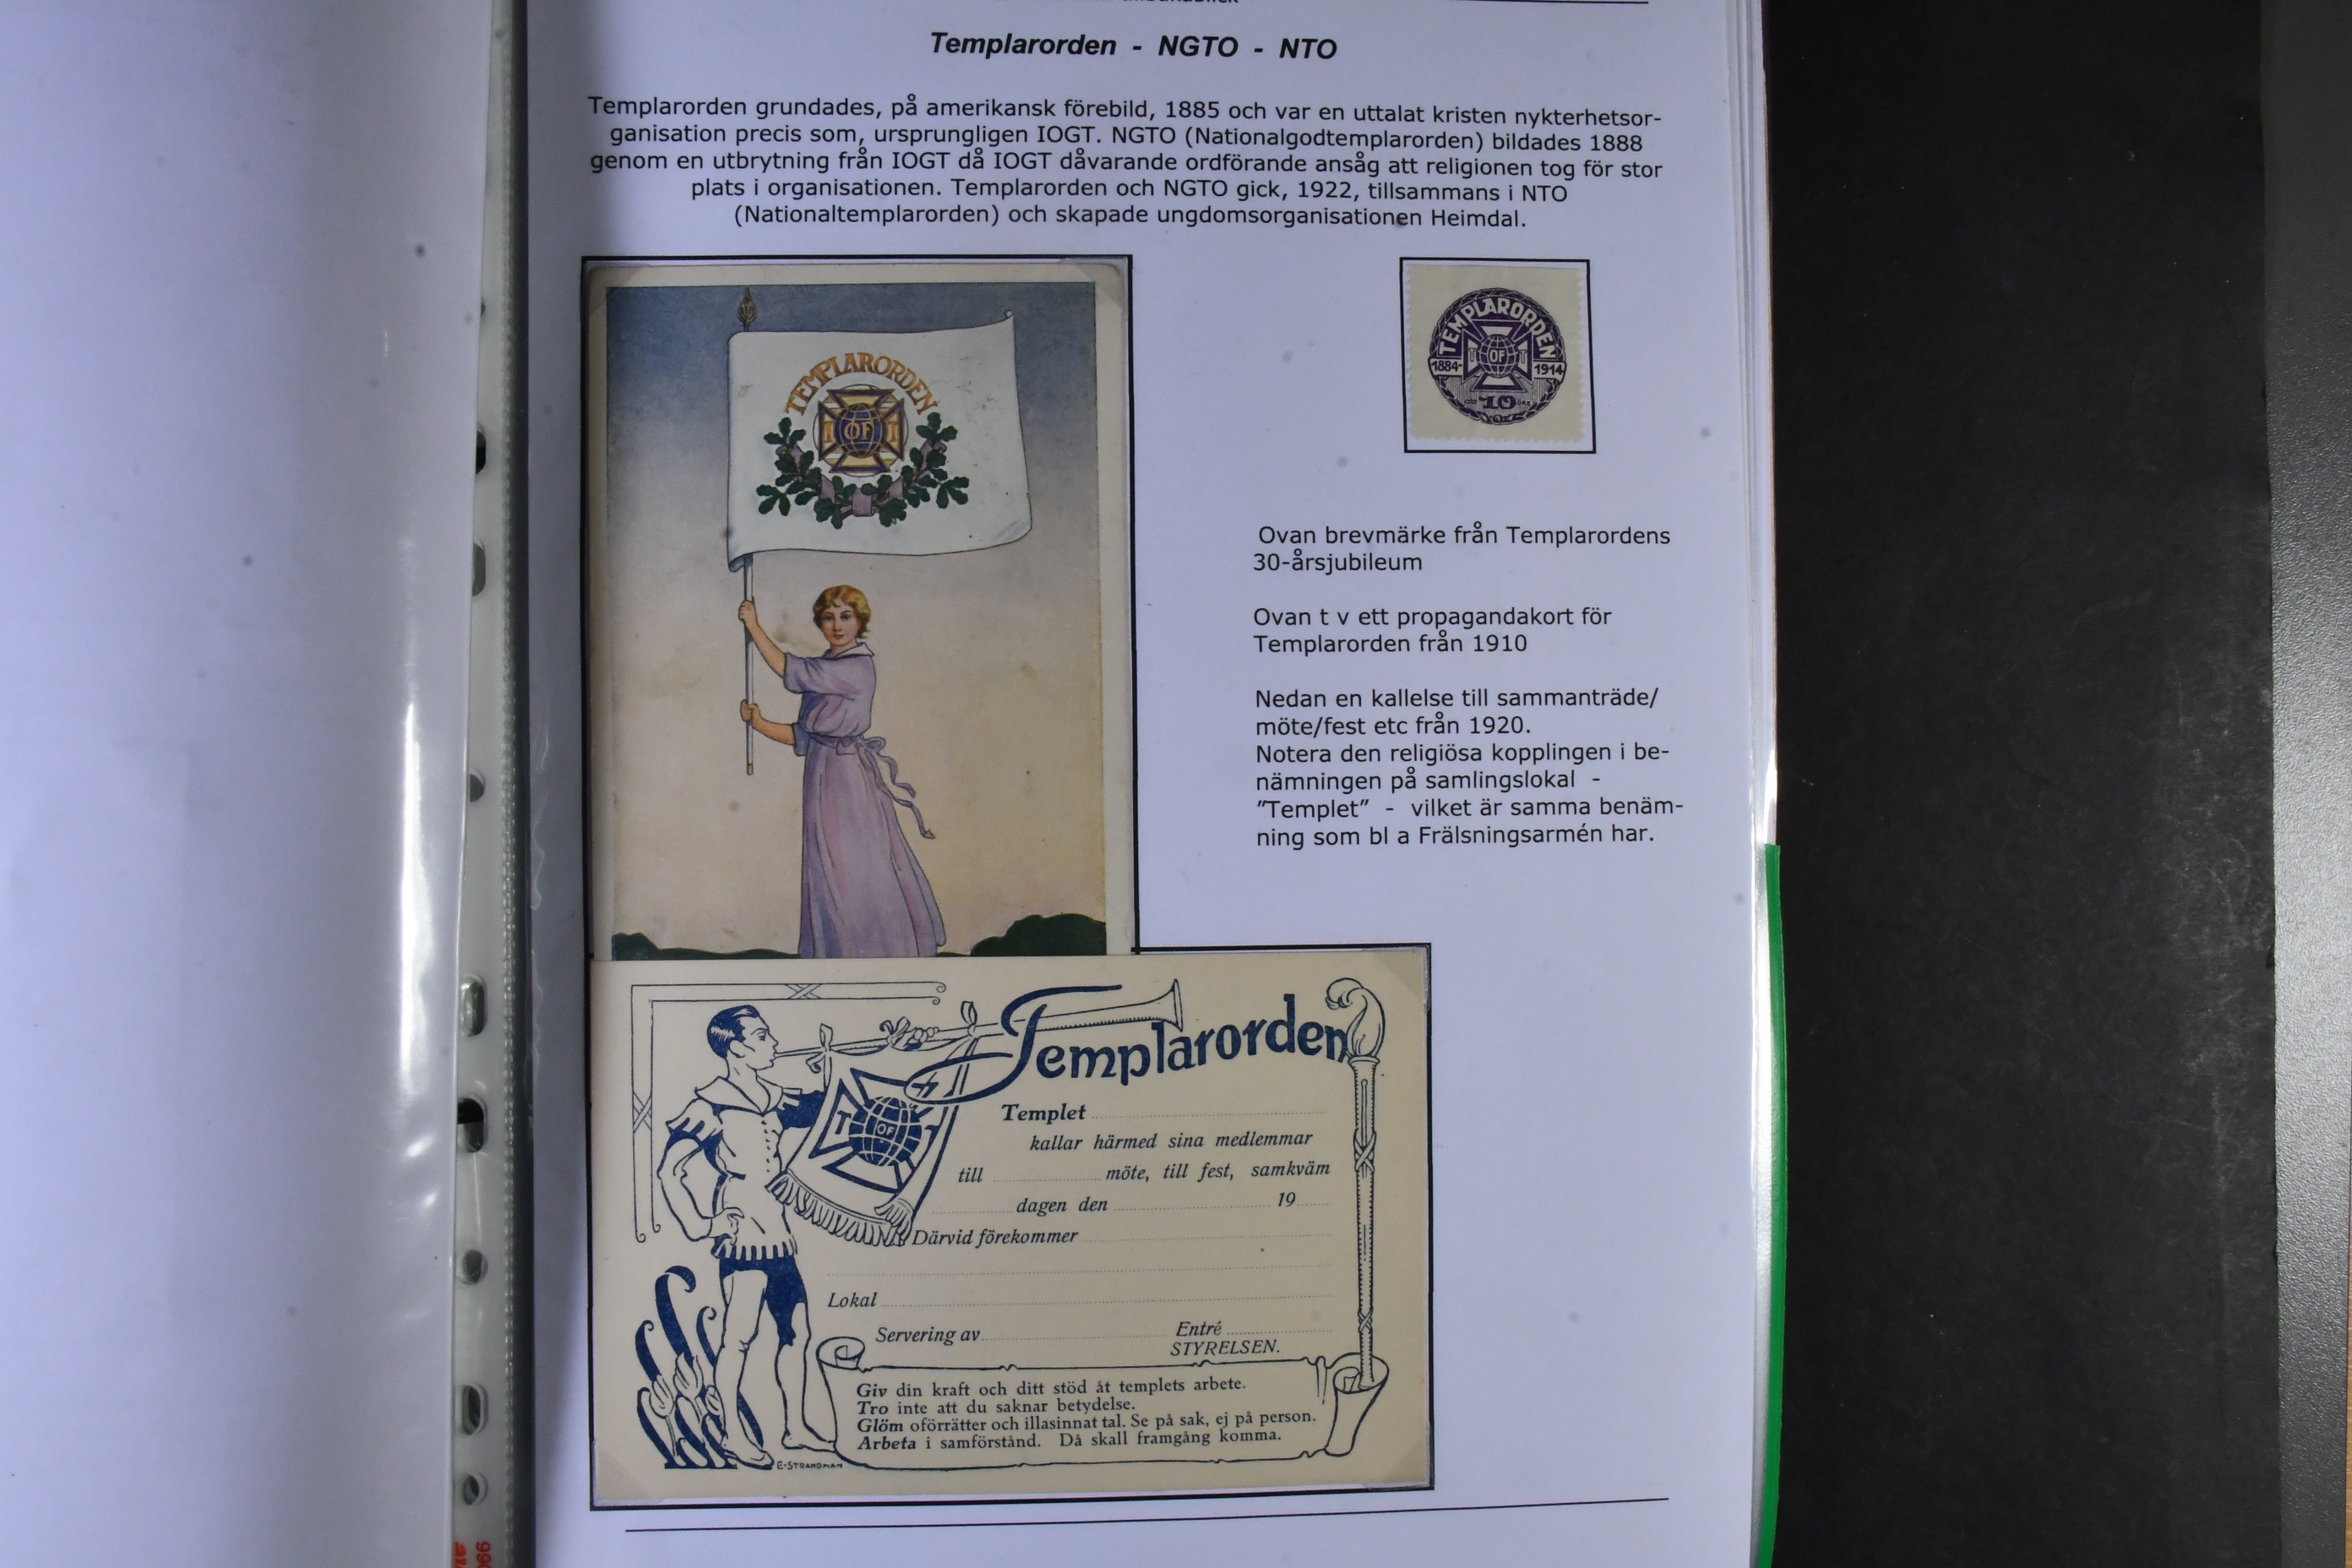 Templarorden - NGTO - NTO
Templarorden grundades, på amerikansk förebild, 1885 och var en uttalat kristen nykterhetsor-
ganisation precis som, ursprungligen IOGT. NGTO (Nationalgodtemplarorden) bildades 1888
genom en utbrytning från IOGT då IOGT dåvarande ordförande ansåg att religionen tog för stor
plats i organisationen. Templarorden och NGTO gick, 1922, tillsammans i NTO
(Nationaltemplarorden) och skapade ungdomsorganisationen Heimdal.
TEMPLARORDEN
OF
TEMPLARORDEN
T OF T
1884- 1914
10
Ovan brevmärke från Templarordens
30-årsjubileum
Ovan t v ett propagandakort för
Templarorden från 1910
Nedan en kallelse till sammanträde/
möte/fest etc från 1920.
Notera den religiösa kopplingen i be-
nämningen på samlingslokal -
"Templet" - vilket är samma benäm-
ning som bl a Frälsningsarmén har.
Templarorden
T OF T
Templet
kallar härmed sina medlemmar
till möte, till fest, samkväm
dagen den 19
Därvid förekommer
Lokal
Servering av Entré
STYRELSEN.
Giv din kraft och ditt stöd åt templets arbete.
Tro inte att du saknar betydelse.
Glöm oförrätter och illasinnat tal. Se på sak, ej på person.
Arbeta i samförstånd. Då skall framgång komma.
E·STRANDMAN